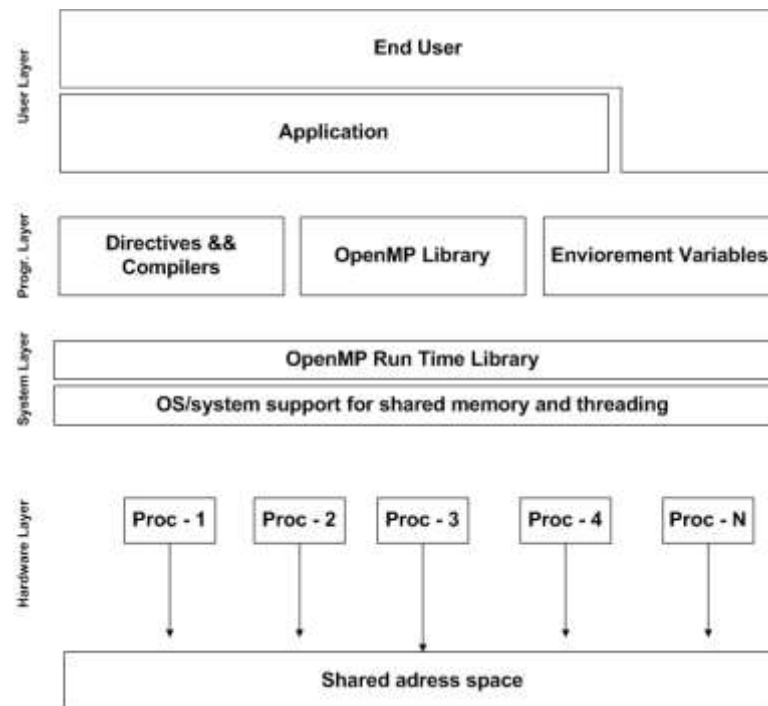 User Layer
End User
Application
Progr. Layer
Directives &&
Compilers
OpenMP Library
Enviorement Variables
System Layer
OpenMP Run Time Library
OS/system support for shared memory and threading
Hardware Layer
Proc - 1
Proc - 2
Proc - 3
Proc - 4
Proc - N
Shared adress space